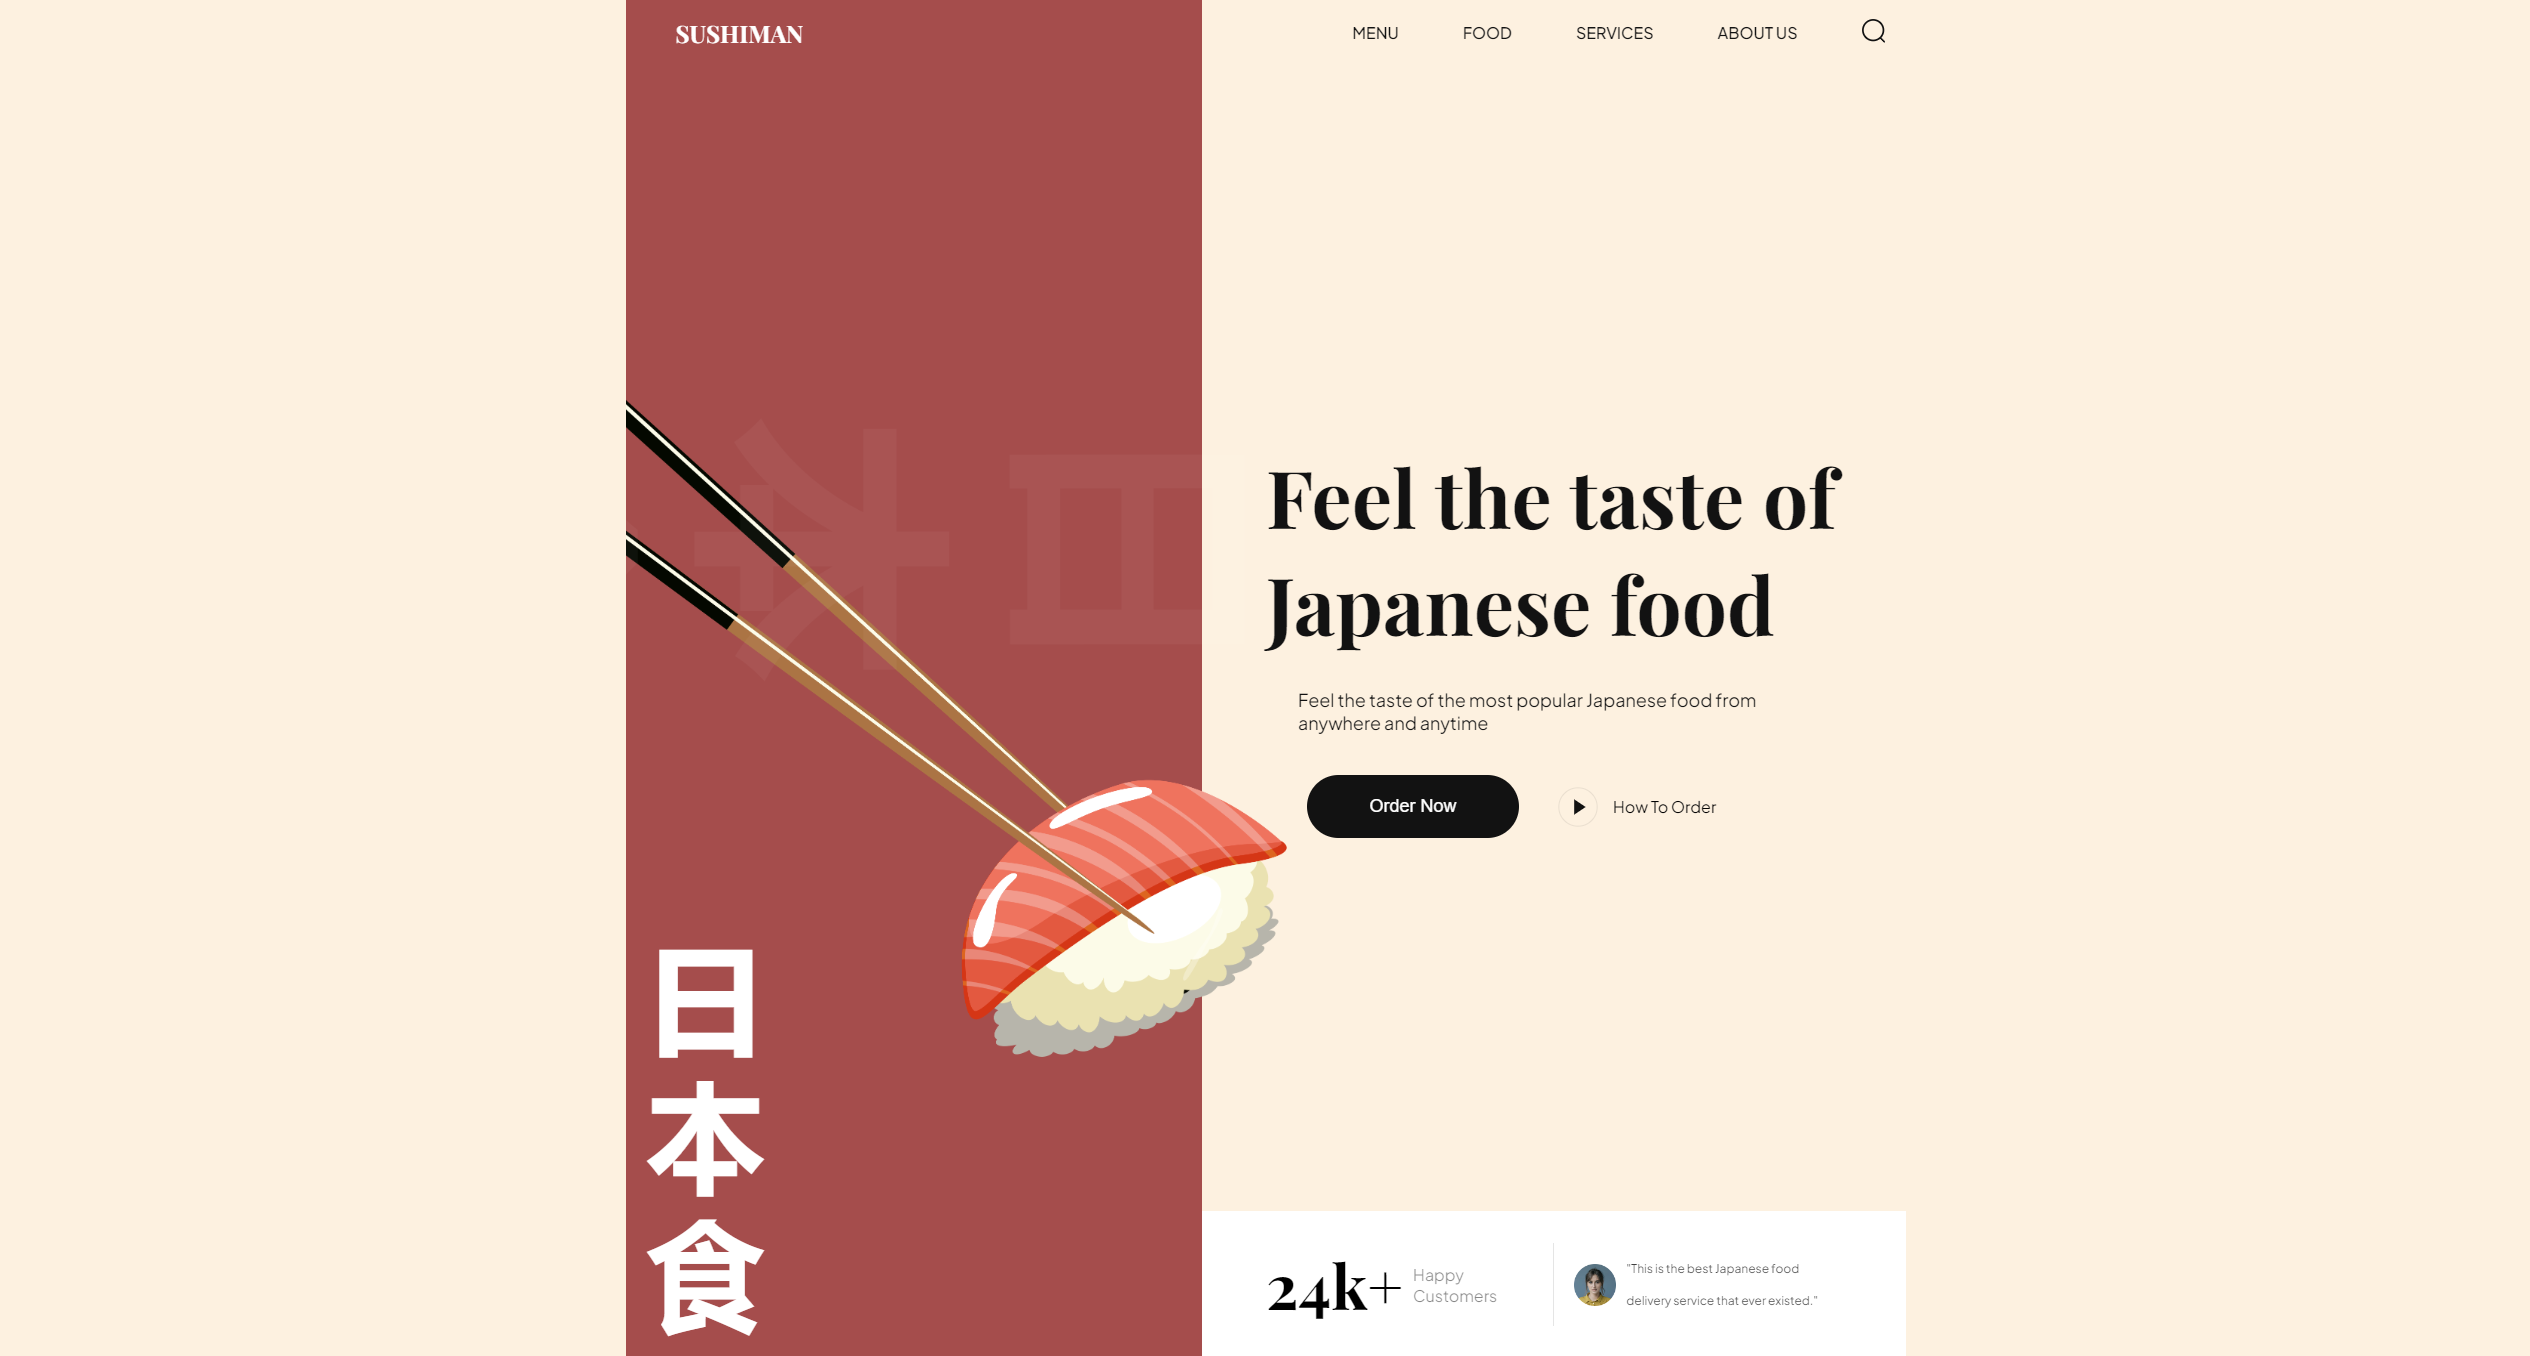 SUSHIMAN
MENU
FOOD
SERVICES
ABOUT US
Feel the taste of
Japanese food
Feel the taste of the most popular Japanese food from
anywhere and anytime
Order Now
How To Order
日
本
食
24k+
Happy
Customers
"This is the best Japanese food
delivery service that ever existed."